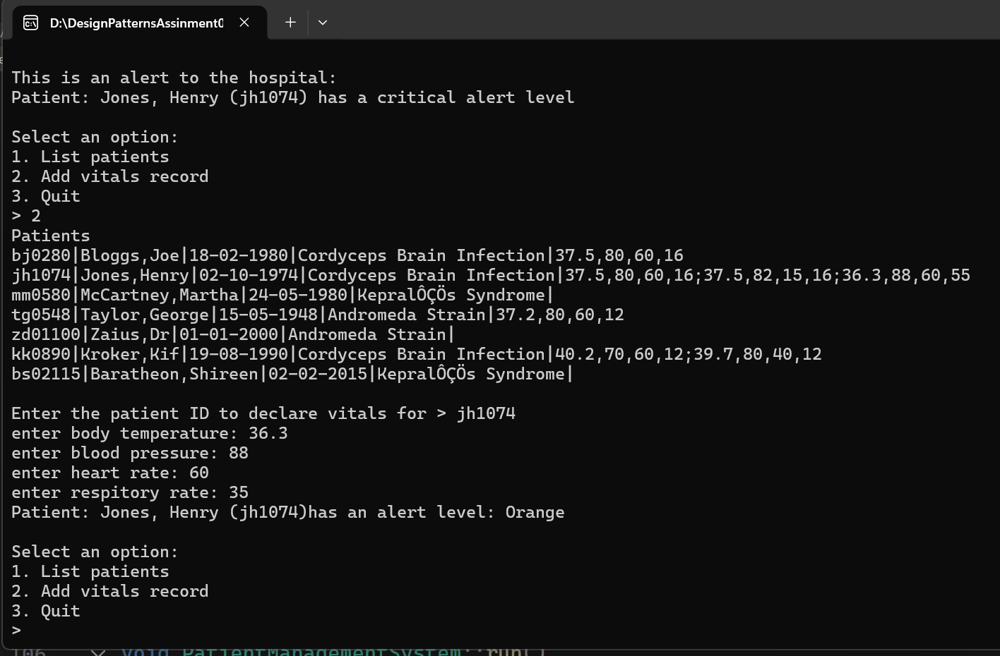 D:\DesignPatternsAssinment0
This is an alert to the hospital:
Patient: Jones, Henry (jh1074) has a critical alert level
Select an option:
1. List patients
2. Add vitals record
3. Quit
> 2
Patients
bj0280|Bloggs,Joe|18-02-1980|Cordyceps Brain Infection|37.5,80,60,16
jh1074|Jones,Henry|02-10-1974|Cordyceps Brain Infection|37.5,80,60,16;37.5,82,15,16;36.3,88,60,55
mm0580|McCartney,Martha|24-05-1980|KepralÔÇÖs Syndrome|
tg0548|Taylor,George|15-05-1948|Andromeda Strain|37.2,80,60,12
zd01100|Zaius,Dr|01-01-2000|Andromeda Strain|
kk0890|Kroker,Kif|19-08-1990|Cordyceps Brain Infection|40.2,70,60,12;39.7,80,40,12
bs02115|Baratheon,Shireen|02-02-2015|KepralÔÇÖs Syndrome|
Enter the patient ID to declare vitals for > jh1074
enter body temperature: 36.3
enter blood pressure: 88
enter heart rate: 60
enter respitory rate: 35
Patient: Jones, Henry (jh1074)has an alert level: Orange
Select an option:
1. List patients
2. Add vitals record
3. Quit
>
106 void PatientManagementSystem::run()